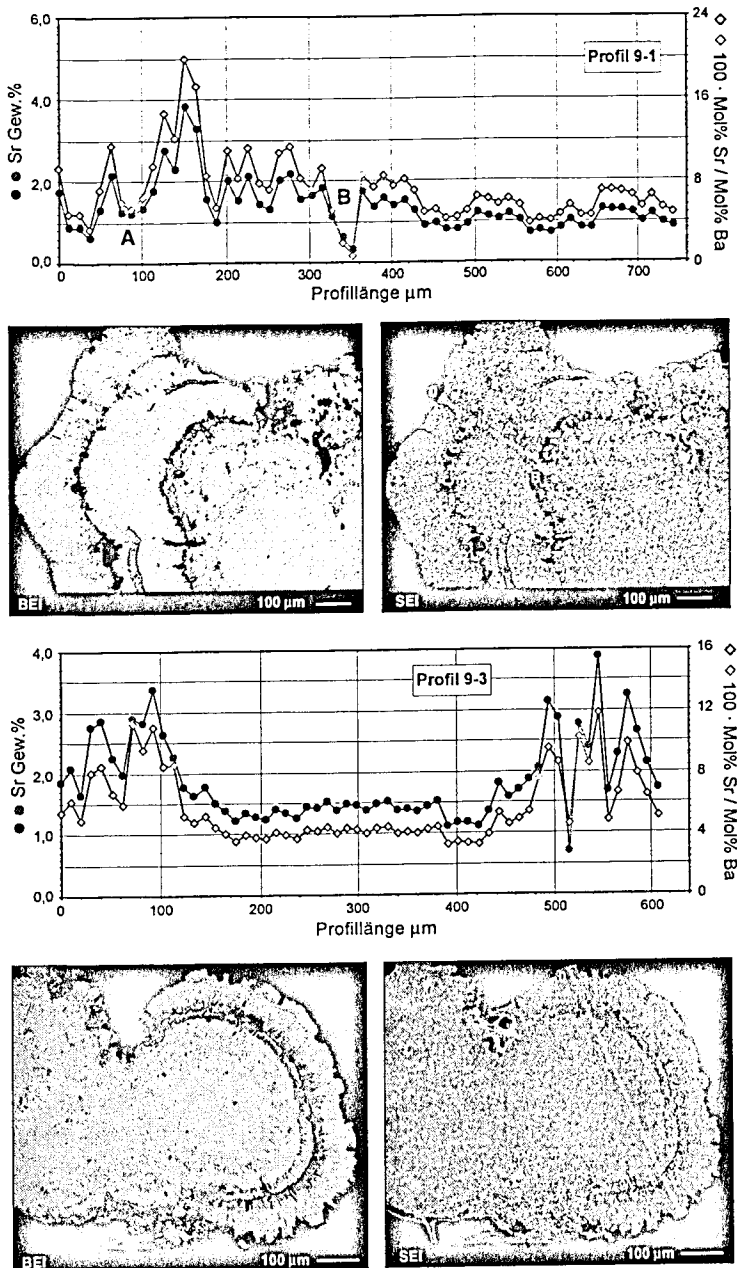 6,0
4,0
2,0
0,0
● ● Sr Gew.%
Profil 9-1
A
B
24
16
8
0
◇ ◇ 100 · Mol% Sr / Mol% Ba
0 100 200 300 400 500 600 700
Profillänge µm
BEI 100 µm
SEI 100 µm
4,0
3,0
2,0
1,0
0,0
● ● Sr Gew.%
Profil 9-3
16
12
8
4
0
◇ ◇ 100 · Mol% Sr / Mol% Ba
0 100 200 300 400 500 600
Profillänge µm
BEI 100 µm
SEI 100 µm